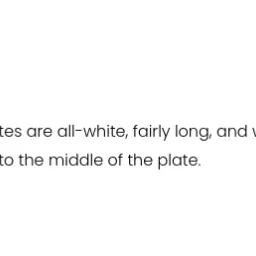 tes are all-white, fairly long, and
to the middle of the plate.